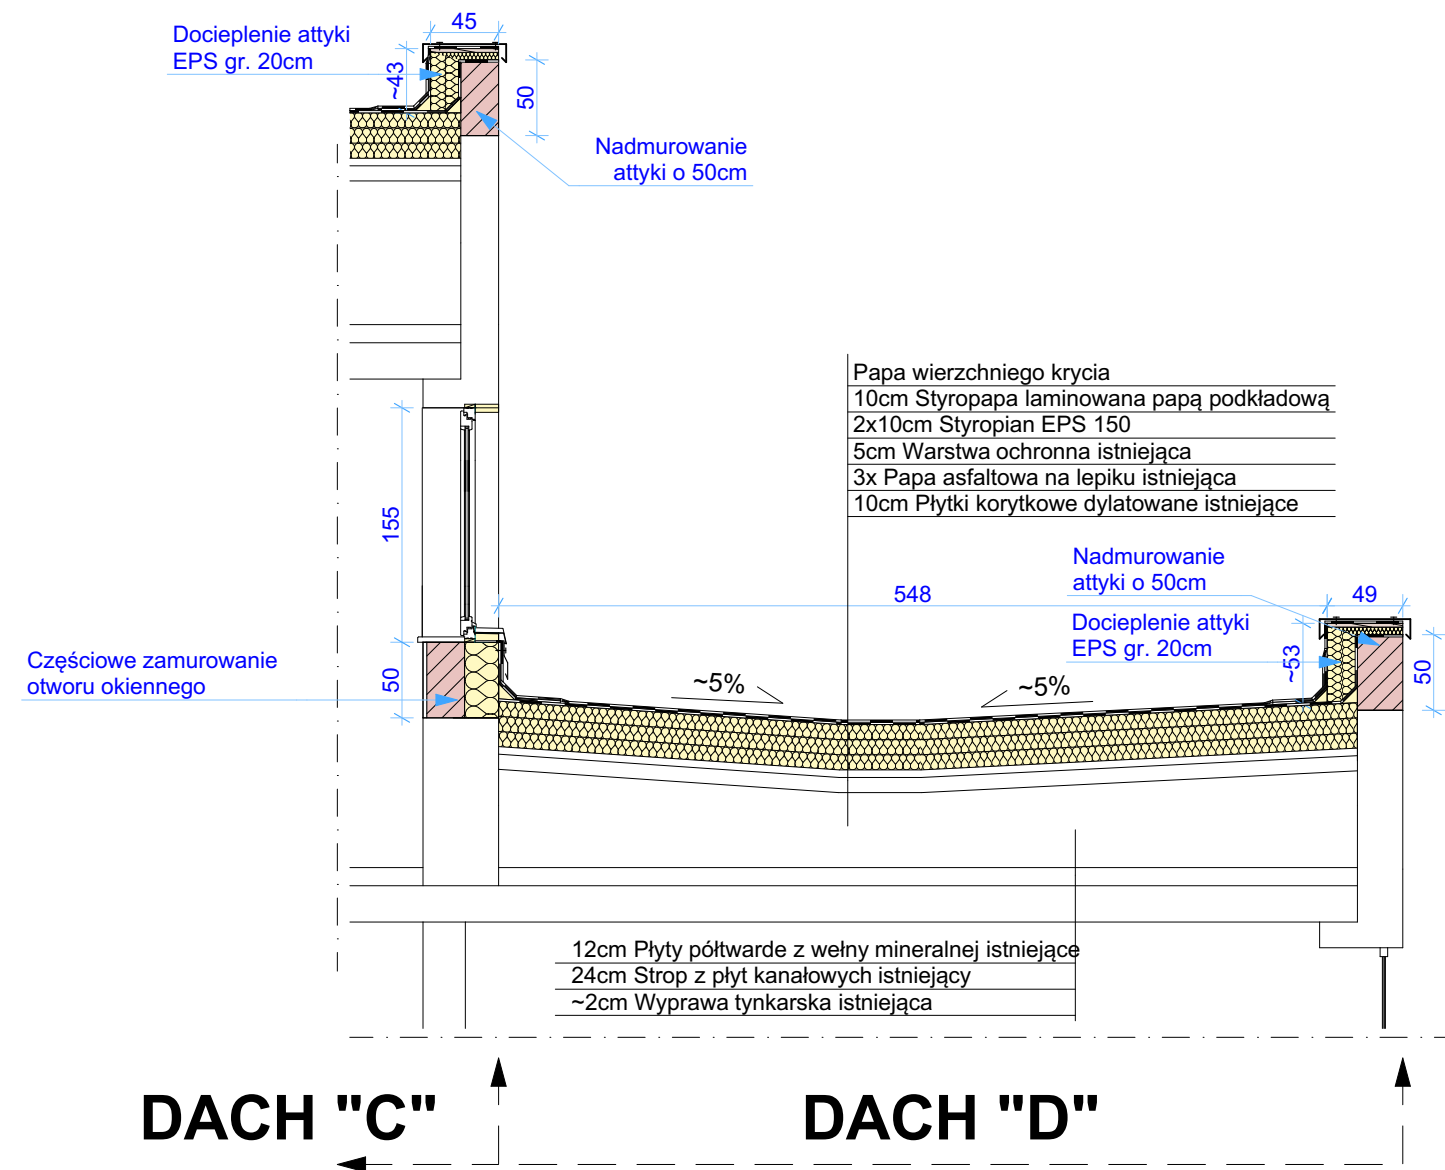 Docieplenie attyki
EPS gr. 20cm
45
~43
50
Nadmurowanie
attyki o 50cm
Papa wierzchniego krycia
10cm Styropapa laminowana papą podkładową
2x10cm Styropian EPS 150
5cm Warstwa ochronna istniejąca
3x Papa asfaltowa na lepiku istniejąca
10cm Płytki korytkowe dylatowane istniejące
155
Nadmurowanie
attyki o 50cm
548
49
Docieplenie attyki
EPS gr. 20cm
~53
50
Częściowe zamurowanie
otworu okiennego
50
~5%
~5%
12cm Płyty półtwarde z wełny mineralnej istniejące
24cm Strop z płyt kanałowych istniejący
~2cm Wyprawa tynkarska istniejąca
DACH "C"
DACH "D"